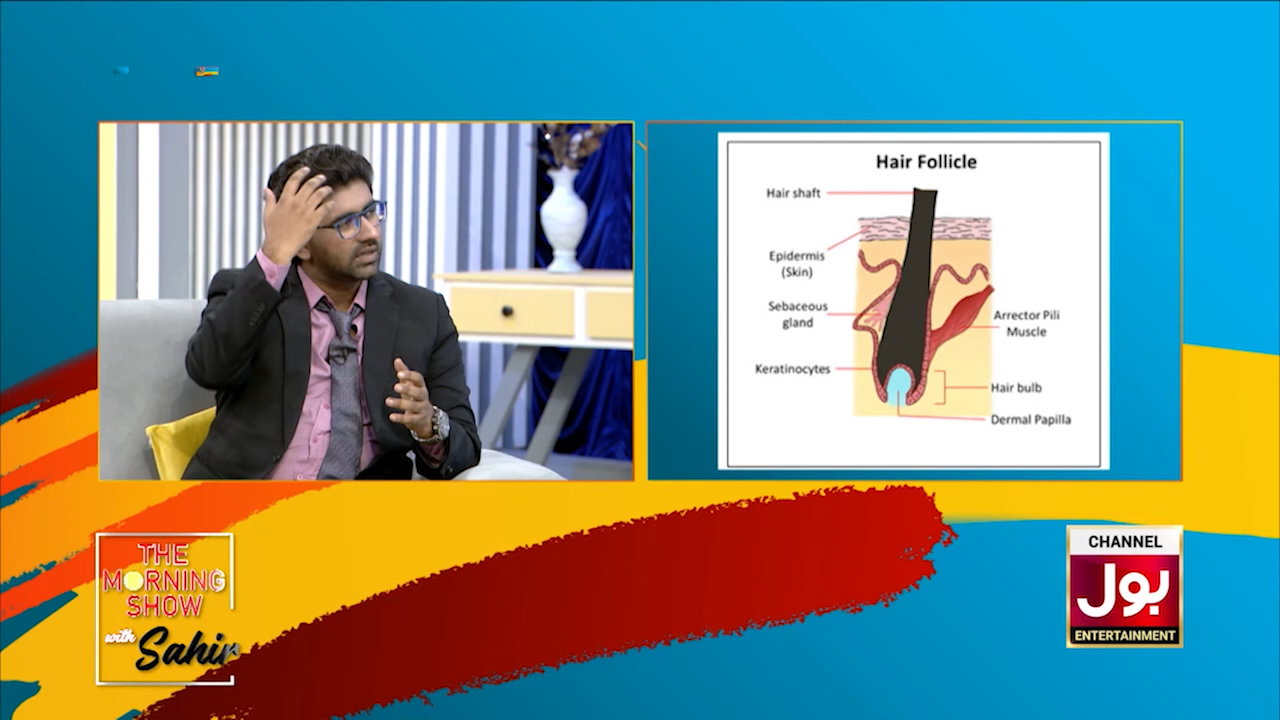 Hair Follicle
Hair shaft
Epidermis
(Skin)
Sebaceous
gland
Arrector Pili
Muscle
Keratinocytes
Hair bulb
Dermal Papilla
THE
MORNING
SHOW
with Sahir
CHANNEL
بول
ENTERTAINMENT